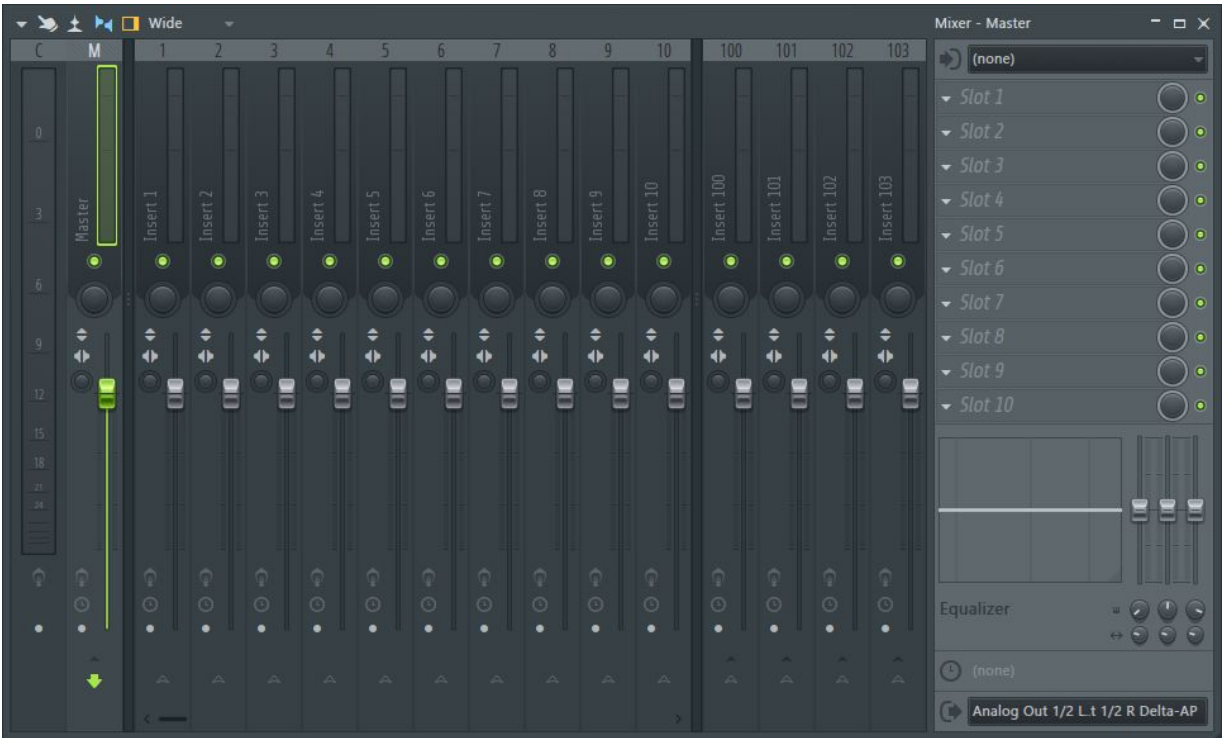 Wide
Mixer - Master
C M 1 2 3 4 5 6 7 8 9 10 100 101 102 103
(none)
Slot 1
Slot 2
Slot 3
Slot 4
Slot 5
Slot 6
Slot 7
Slot 8
Slot 9
Slot 10
0
3
6
9
12
15
18
21
24
Master
Insert 1
Insert 2
Insert 3
Insert 4
Insert 5
Insert 6
Insert 7
Insert 8
Insert 9
Insert 10
Insert 100
Insert 101
Insert 102
Insert 103
Equalizer
(none)
Analog Out 1/2 L..t 1/2 R Delta-AP